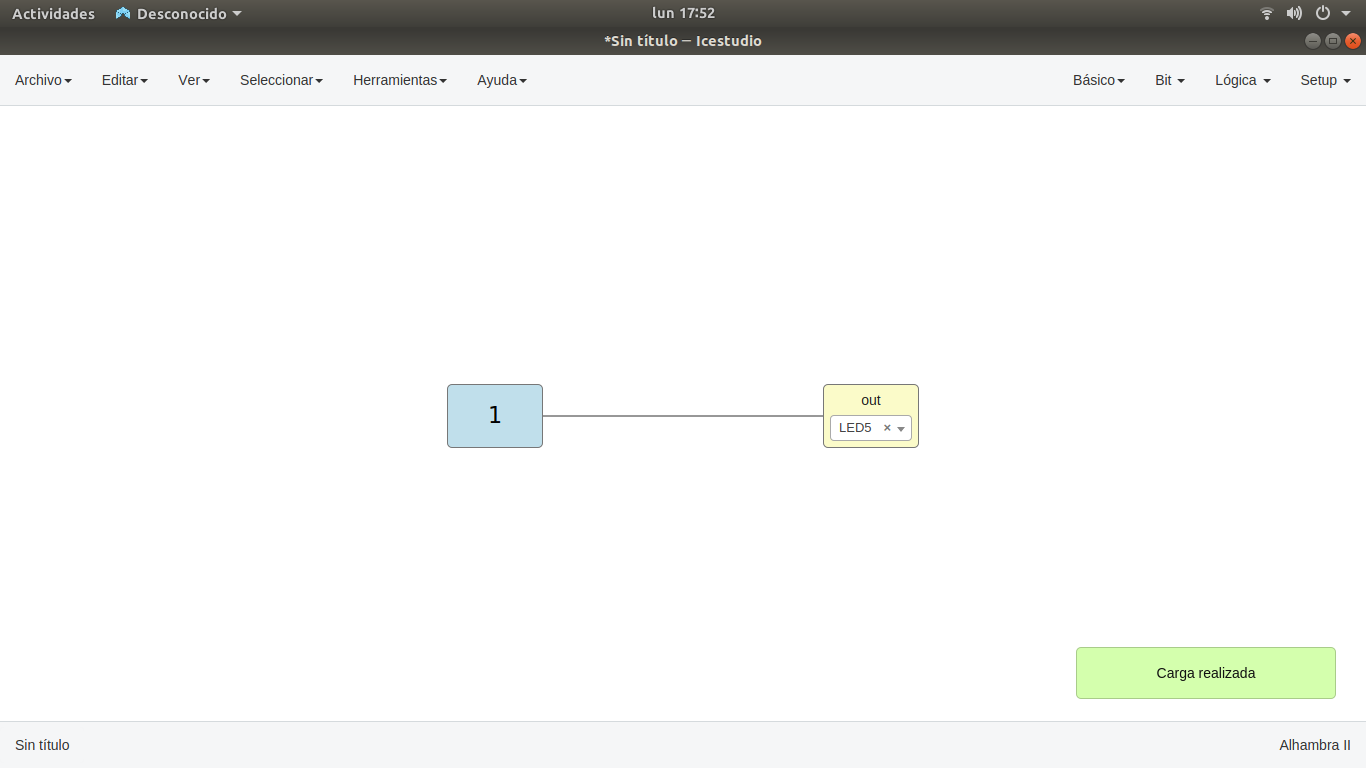 Actividades Desconocido lun 17:52
*Sin título — Icestudio
Archivo Editar Ver Seleccionar Herramientas Ayuda Básico Bit Lógica Setup
1
out
LED5 ×
Carga realizada
Sin título Alhambra II